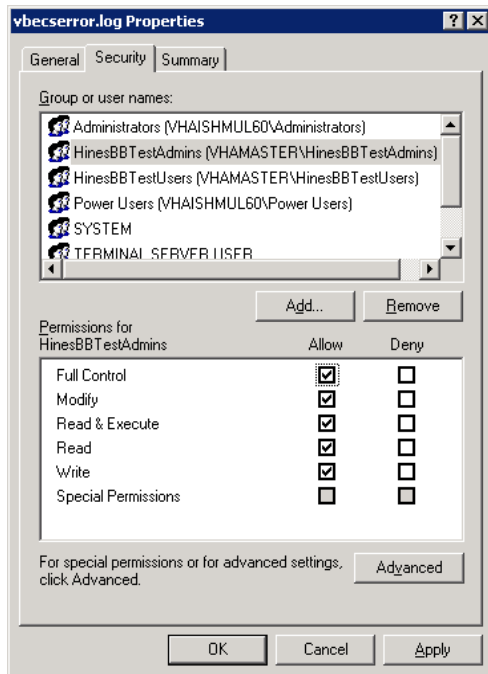 vbecserror.log Properties
? X
General Security Summary
Group or user names:
Administrators (VHAISHMUL60\Administrators)
HinesBBTestAdmins (VHAMASTER\HinesBBTestAdmins)
HinesBBTestUsers (VHAMASTER\HinesBBTestUsers)
Power Users (VHAISHMUL60\Power Users)
SYSTEM
TERMINAL SERVER USER
Add... Remove
Permissions for
HinesBBTestAdmins Allow Deny
Full Control
Modify
Read & Execute
Read
Write
Special Permissions
For special permissions or for advanced settings,
click Advanced.
Advanced
OK Cancel Apply